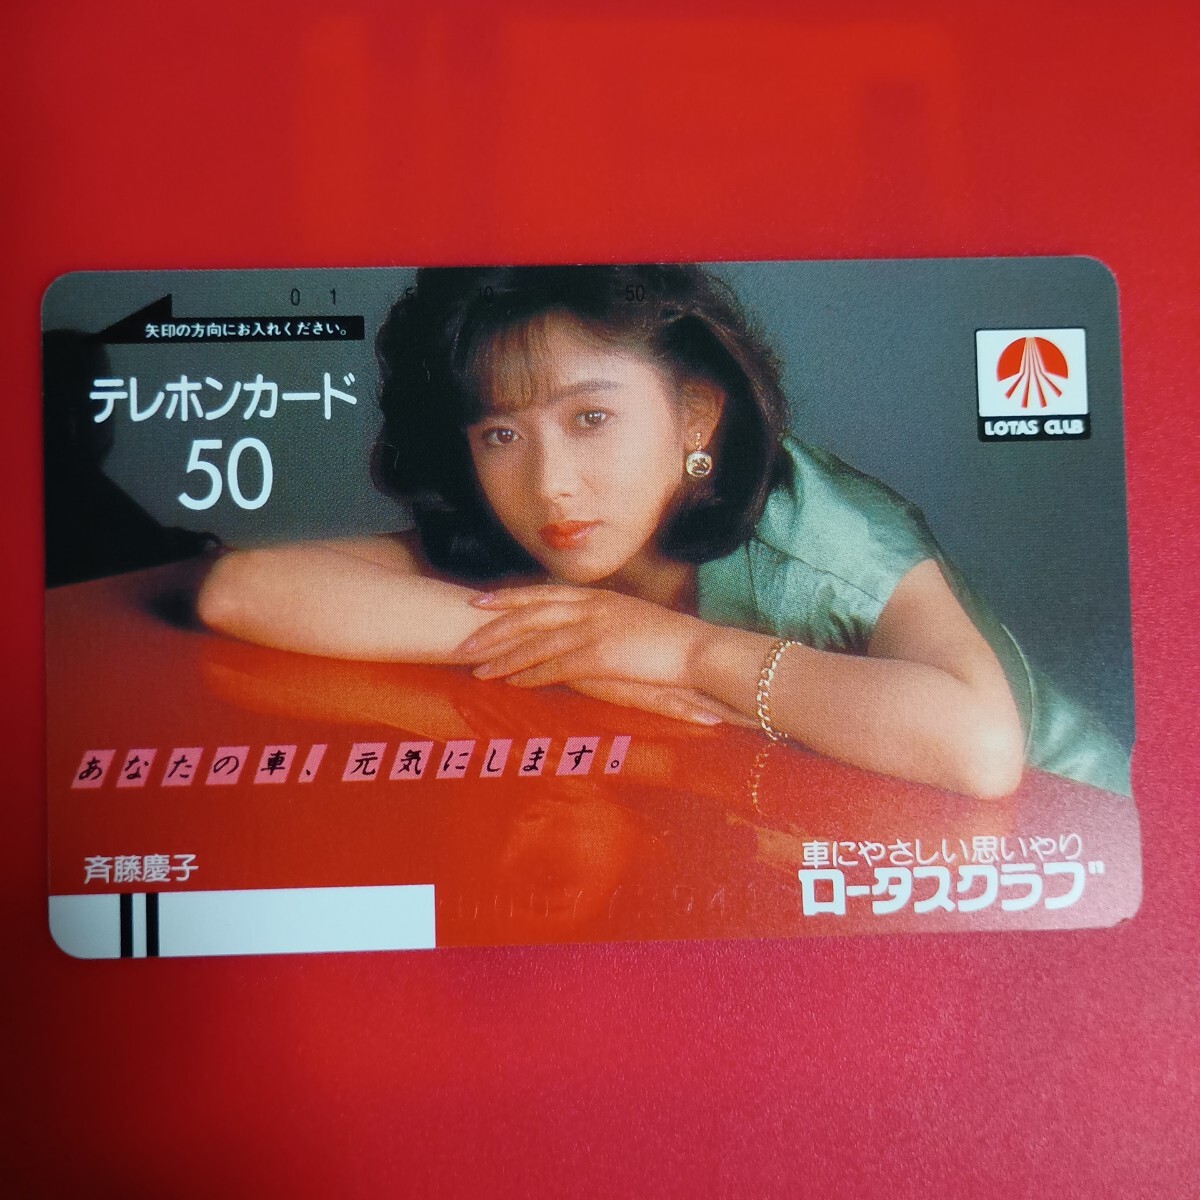 0 1 5 10 30 50
矢印の方向にお入れください。
テレホンカード
50
LOTAS CLUB
あなたの車、元気にします。
斉藤慶子
車にやさしい思いやり
ロータスクラブ